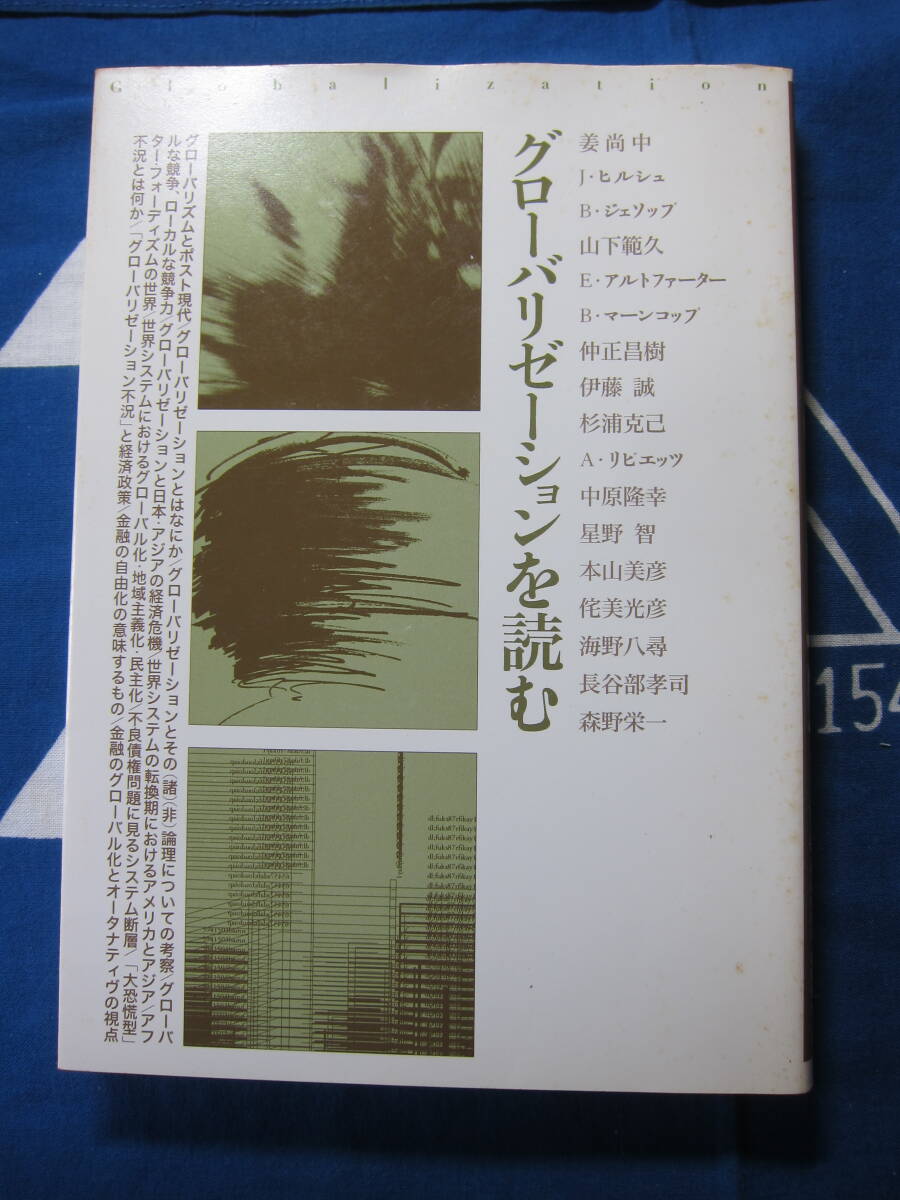 Globalization
グローバリゼーションを読む
姜尚中
J・ヒルシュ
B・ジェソップ
山下範久
E・アルトファーター
B・マーンコップ
仲正昌樹
伊藤 誠
杉浦克己
A・リピエッツ
中原隆幸
星野 智
本山美彦
侘美光彦
海野八尋
長谷部孝司
森野栄一
グローバリズムとポスト現代/グローバリゼーションとはなにか/グローバリゼーションとその(諸)(非)論理についての考察/グローバ
ルな競争、ローカルな競争力/グローバリゼーションと日本・アジアの経済危機/世界システムの転換期におけるアメリカとアジア/アフ
ター・フォーディズムの世界/世界システムにおけるグローバル化・地域主義化・民主化/不良債権問題に見るシステム断層/「大恐慌型」
不況とは何か/「グローバリゼーション不況」と経済政策/金融の自由化の意味するもの/金融のグローバル化とオータナティヴの視点
154